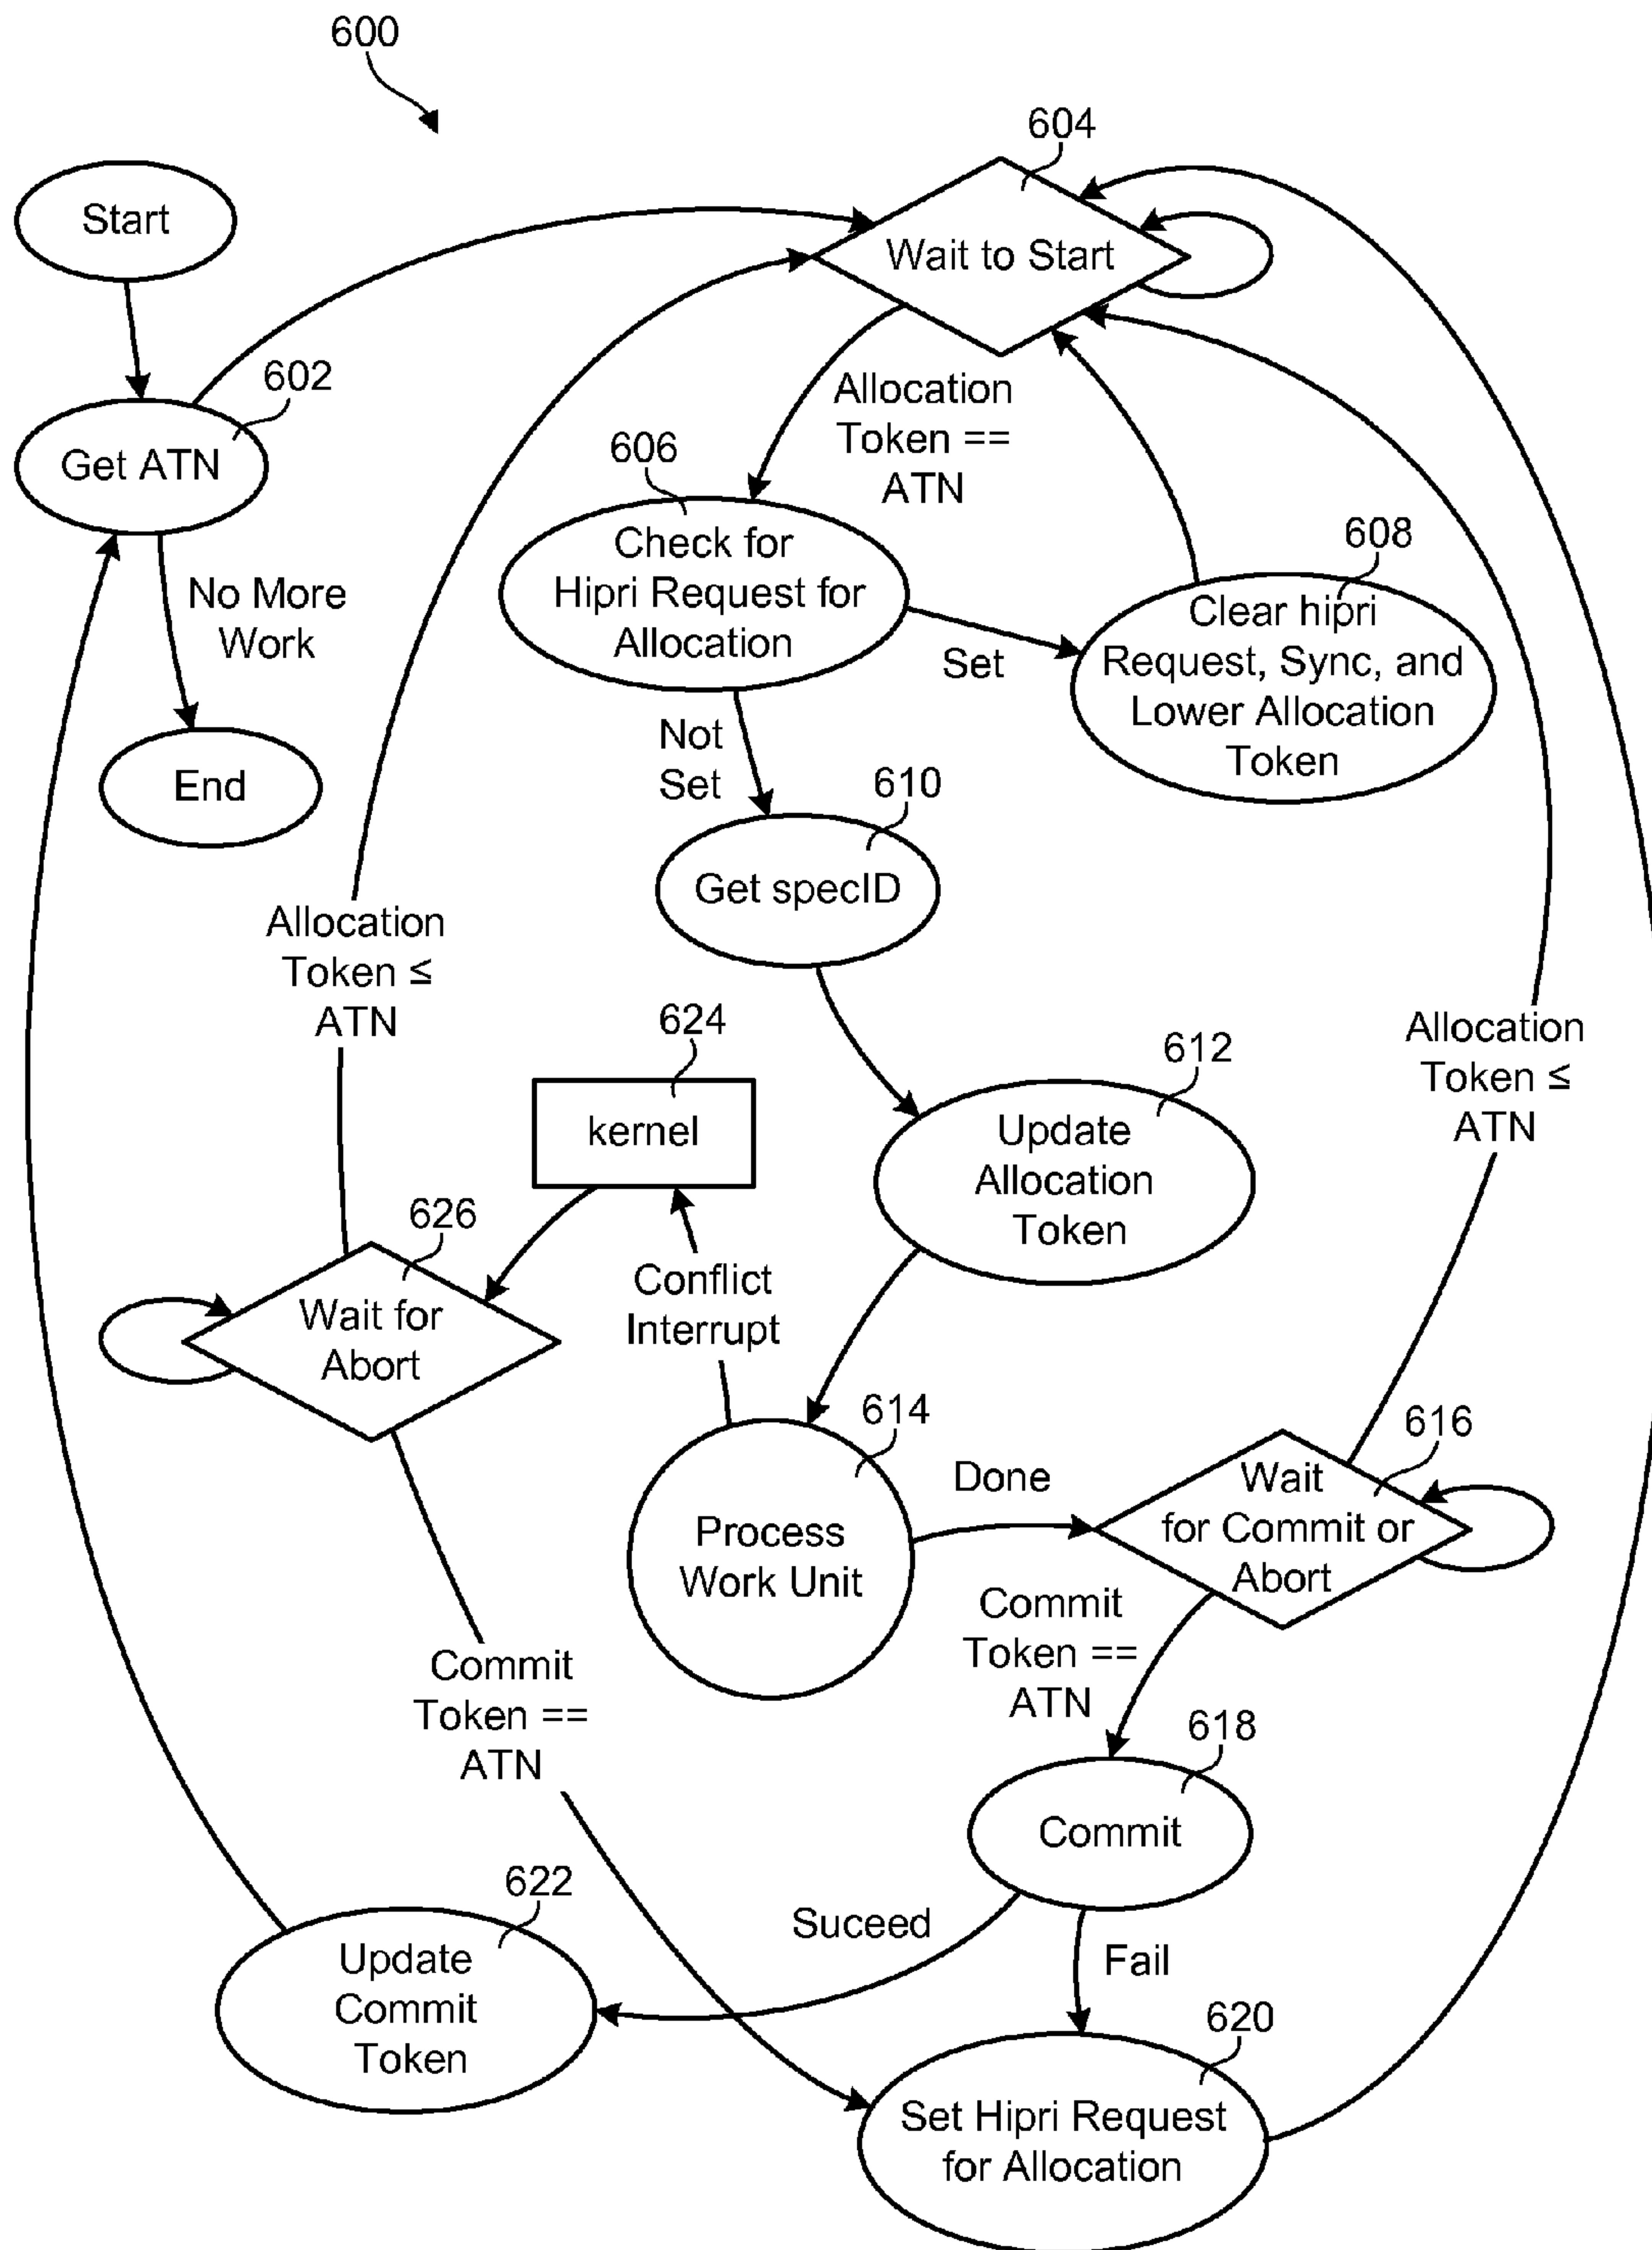 600
604
Start
Wait to Start
602
Get ATN
Allocation
Token ==
ATN
606
Check for
Hipri Request for
Allocation
608
Clear hipri
Request, Sync, and
Lower Allocation
Token
Set
No More
Work
End
Not
Set
610
Get specID
Allocation
Token ≤
ATN
624
kernel
612
Update
Allocation
Token
Allocation
Token ≤
ATN
626
Wait for
Abort
Conflict
Interrupt
614
Process
Work Unit
Done
616
Wait
for Commit or
Abort
Commit
Token ==
ATN
Commit
Token ==
ATN
618
Commit
622
Update
Commit
Token
Suceed
Fail
620
Set Hipri Request
for Allocation